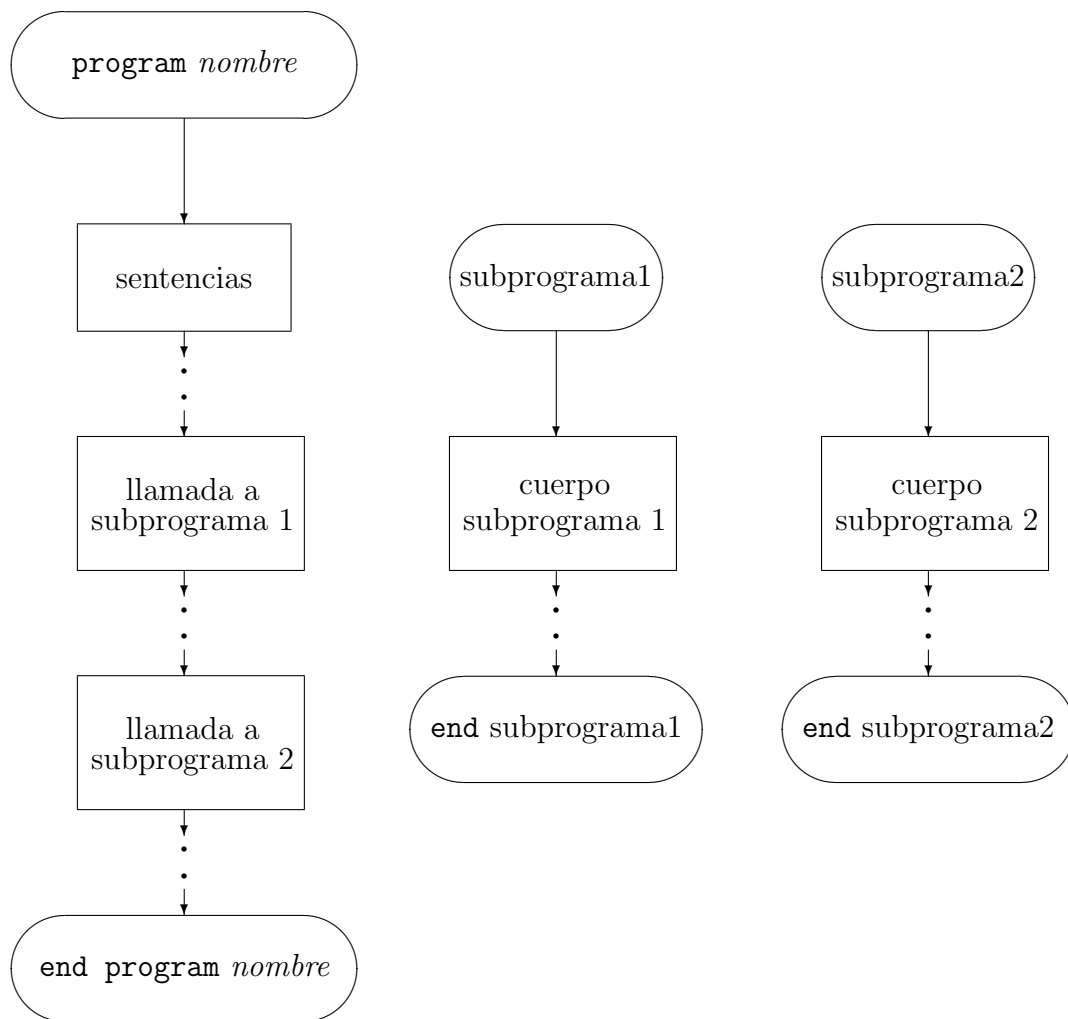 program nombre
sentencias
llamada a
subprograma 1
llamada a
subprograma 2
end program nombre
subprograma1
cuerpo
subprograma 1
end subprograma1
subprograma2
cuerpo
subprograma 2
end subprograma2